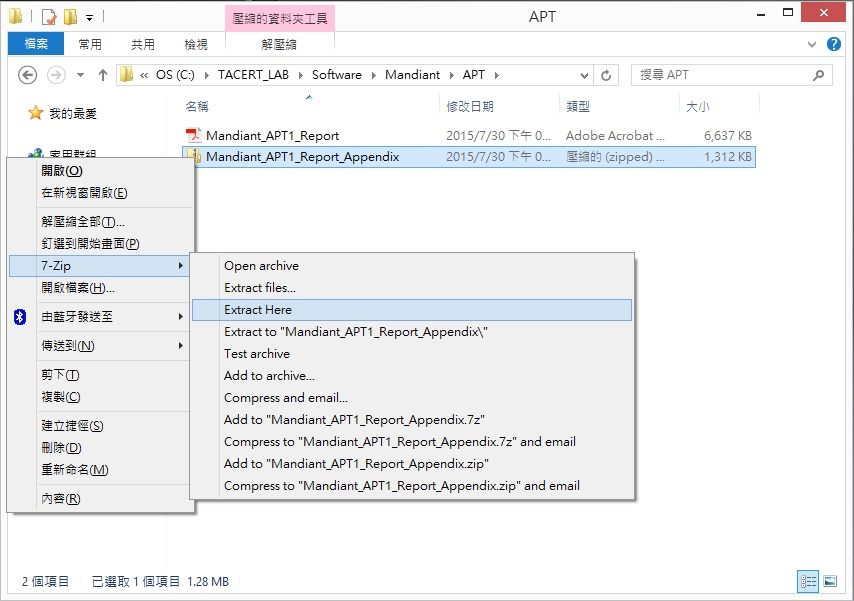 壓縮的資料夾工具
APT
檔案 常用 共用 檢視 解壓縮
« OS (C:) TACERT_LAB Software Mandiant APT
搜尋 APT
我的最愛
家用群組
名稱 修改日期 類型 大小
Mandiant_APT1_Report 2015/7/30 下午 0... Adobe Acrobat ... 6,637 KB
Mandiant_APT1_Report_Appendix 2015/7/30 下午 0... 壓縮的 (zipped) ... 1,312 KB
開啟(O)
在新視窗開啟(E)
解壓縮全部(T)...
釘選到開始畫面(P)
7-Zip
開啟檔案(H)...
由藍牙發送至
傳送到(N)
剪下(T)
複製(C)
建立捷徑(S)
刪除(D)
重新命名(M)
內容(R)
Open archive
Extract files...
Extract Here
Extract to "Mandiant_APT1_Report_Appendix\"
Test archive
Add to archive...
Compress and email...
Add to "Mandiant_APT1_Report_Appendix.7z"
Compress to "Mandiant_APT1_Report_Appendix.7z" and email
Add to "Mandiant_APT1_Report_Appendix.zip"
Compress to "Mandiant_APT1_Report_Appendix.zip" and email
2 個項目 已選取 1 個項目 1.28 MB